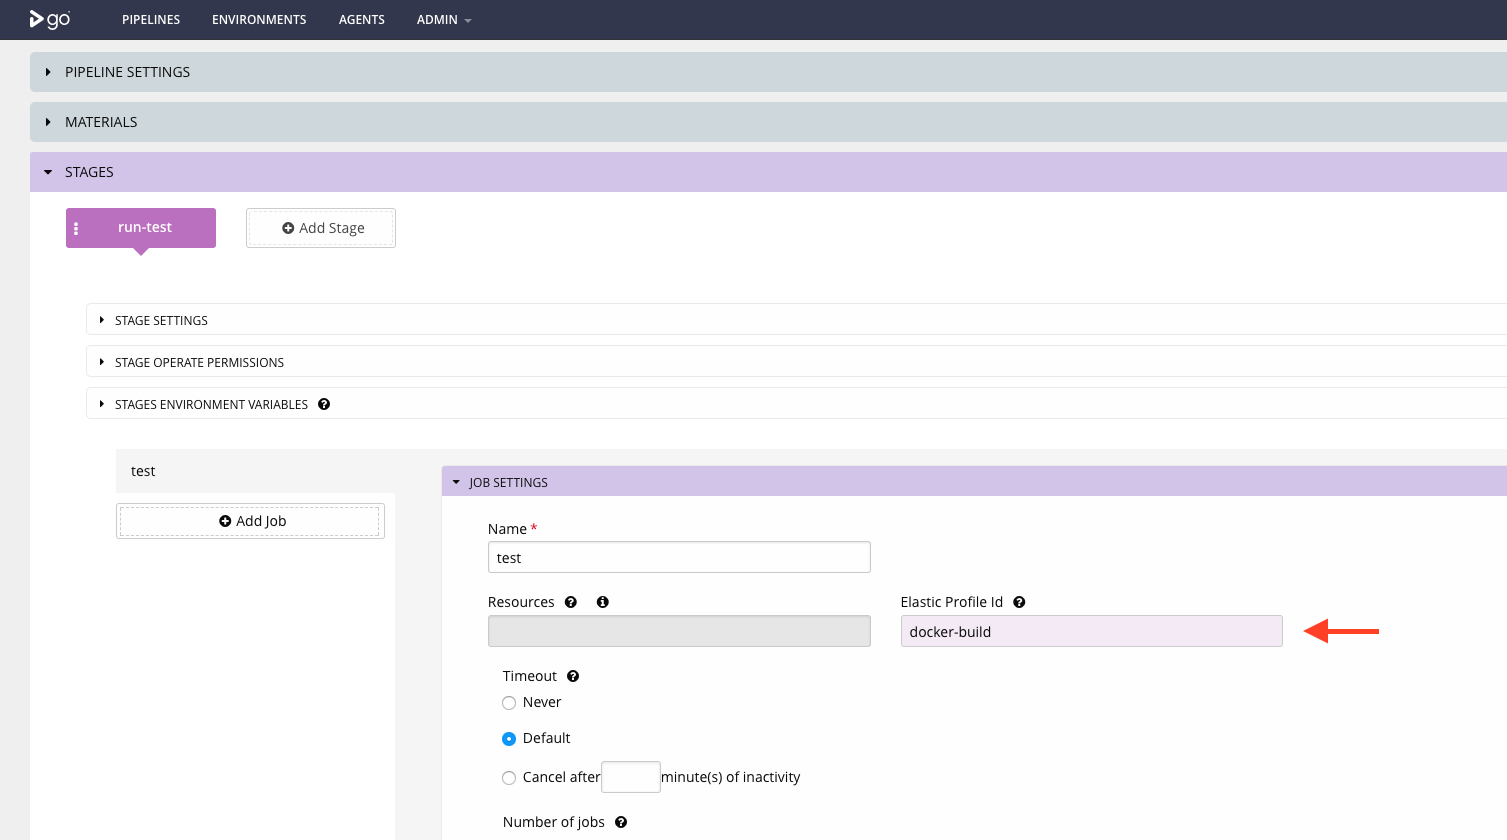 go
PIPELINES ENVIRONMENTS AGENTS ADMIN
PIPELINE SETTINGS
MATERIALS
STAGES
run-test
Add Stage
STAGE SETTINGS
STAGE OPERATE PERMISSIONS
STAGES ENVIRONMENT VARIABLES ?
test
Add Job
JOB SETTINGS
Name *
test
Resources ? i
Elastic Profile Id ?
docker-build
Timeout ?
Never
Default
Cancel after minute(s) of inactivity
Number of jobs ?